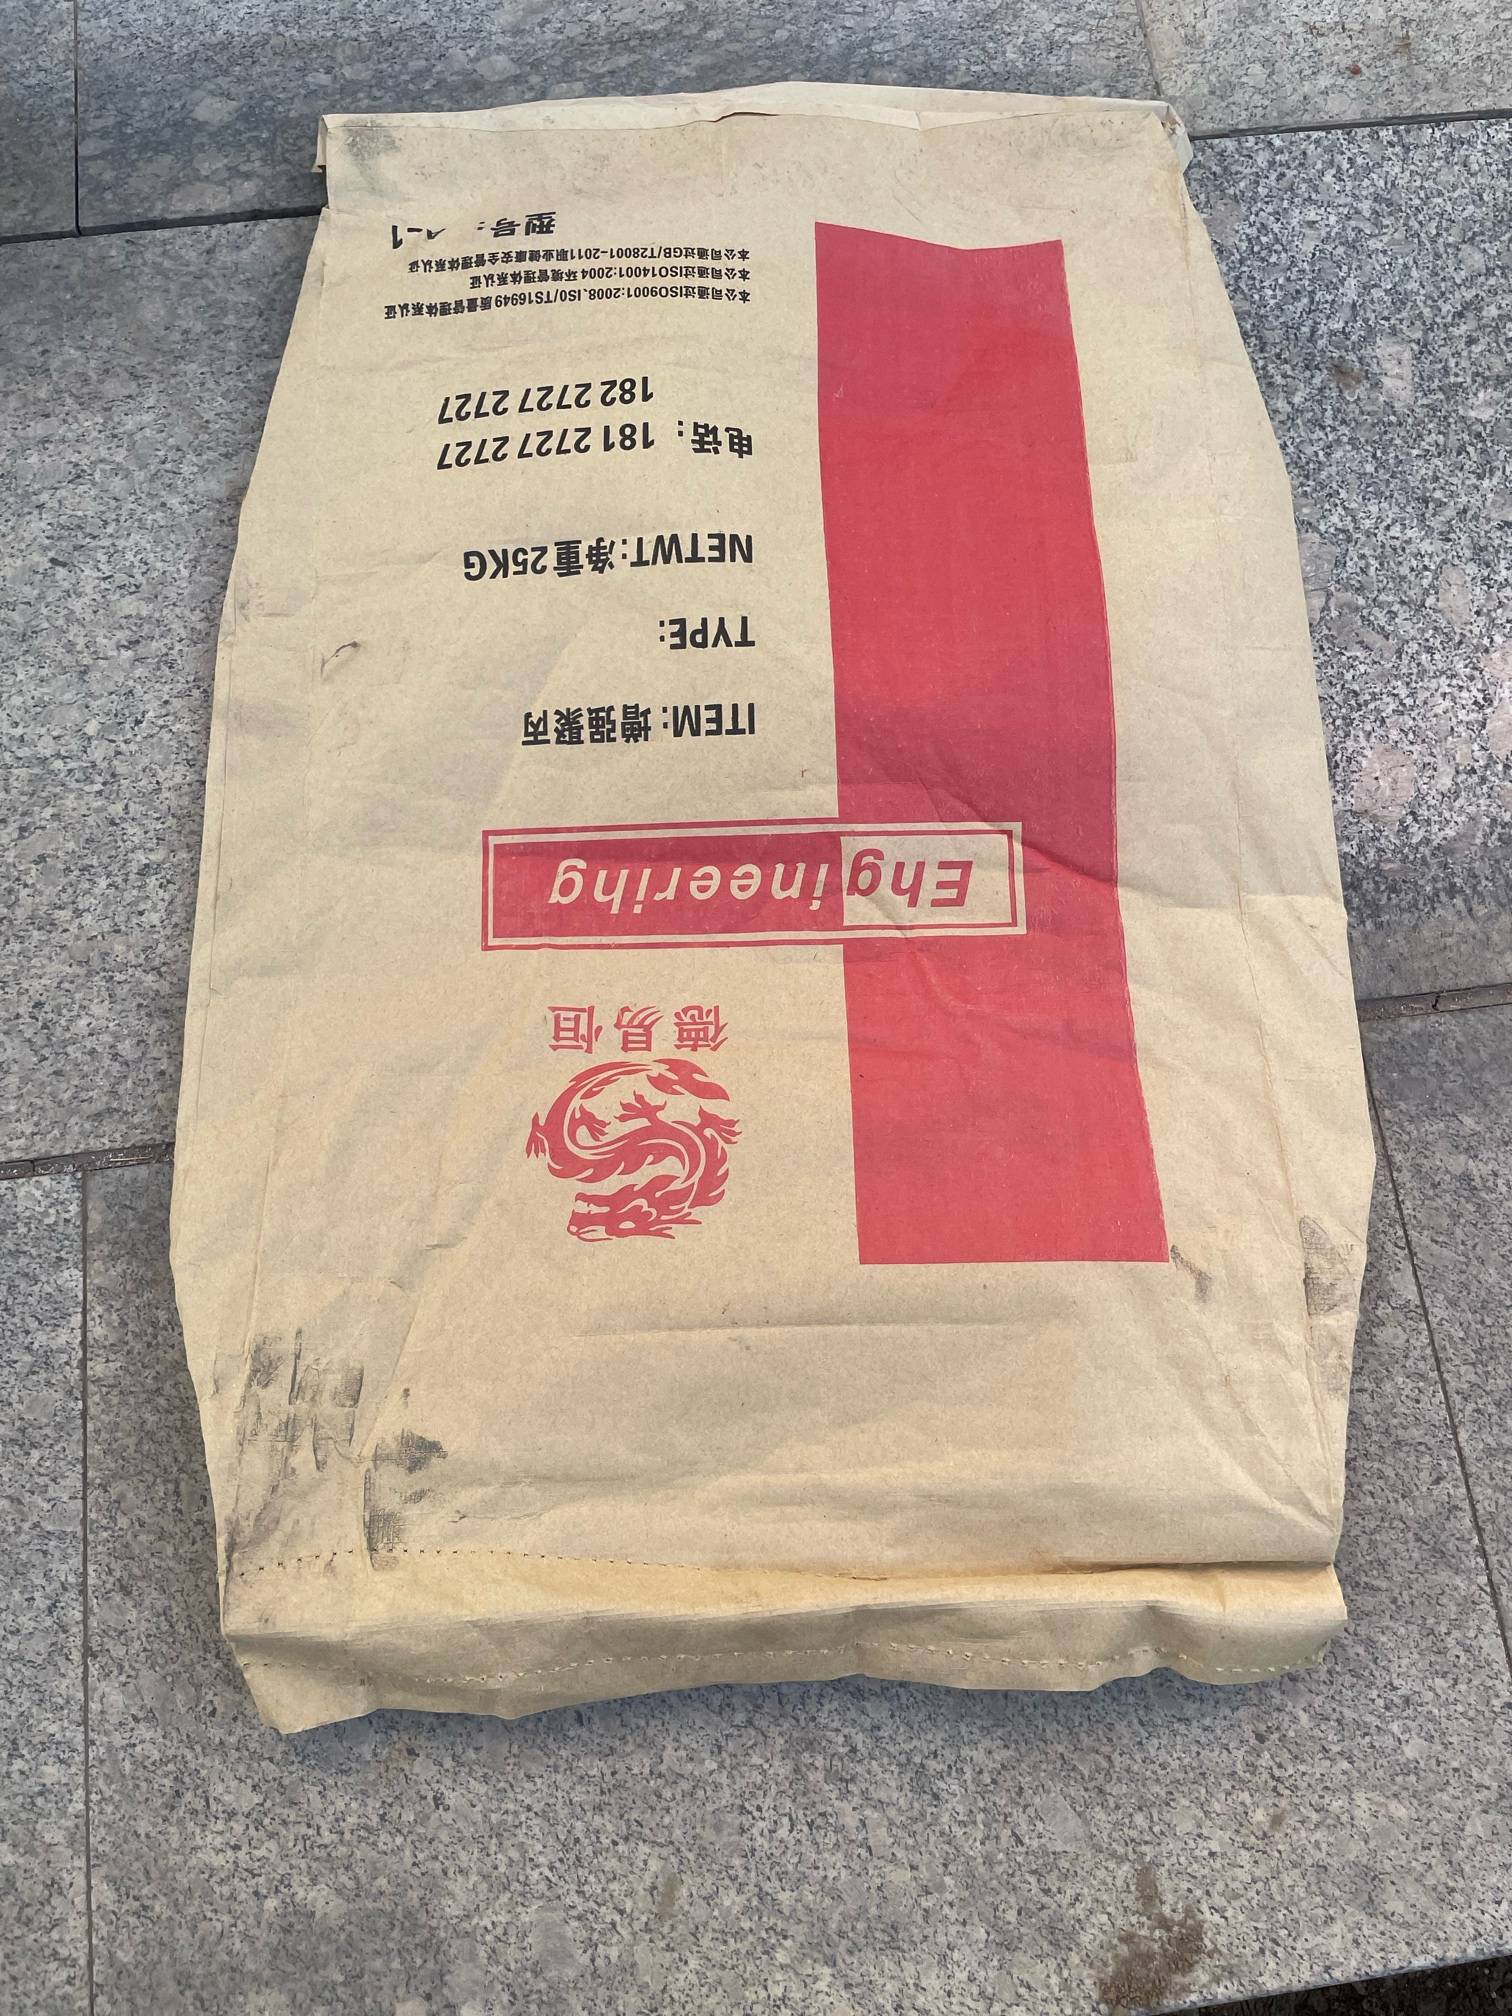 德易恒
Ehgineerihg
ITEM: 增强聚丙
TYPE:
NETWT:净重25KG
电话: 181 2727 2727
182 2727 2727
本公司通过ISO9001:2008、ISO/TS16949质量管理体系认证
本公司通过ISO14001:2004环境管理体系认证
本公司通过GB/T28001-2011职业健康安全管理体系认证
型号: